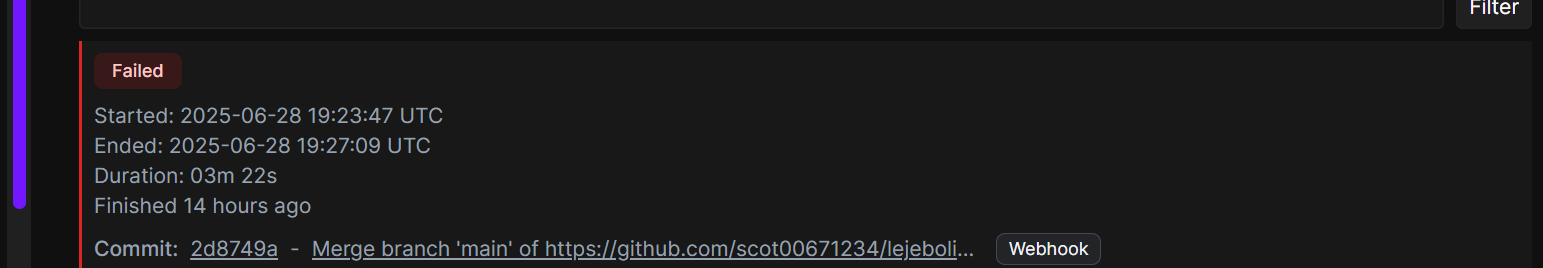 Filter
Failed
Started: 2025-06-28 19:23:47 UTC
Ended: 2025-06-28 19:27:09 UTC
Duration: 03m 22s
Finished 14 hours ago
Commit: 2d8749a - Merge branch 'main' of https://github.com/scot00671234/lejeboli... Webhook